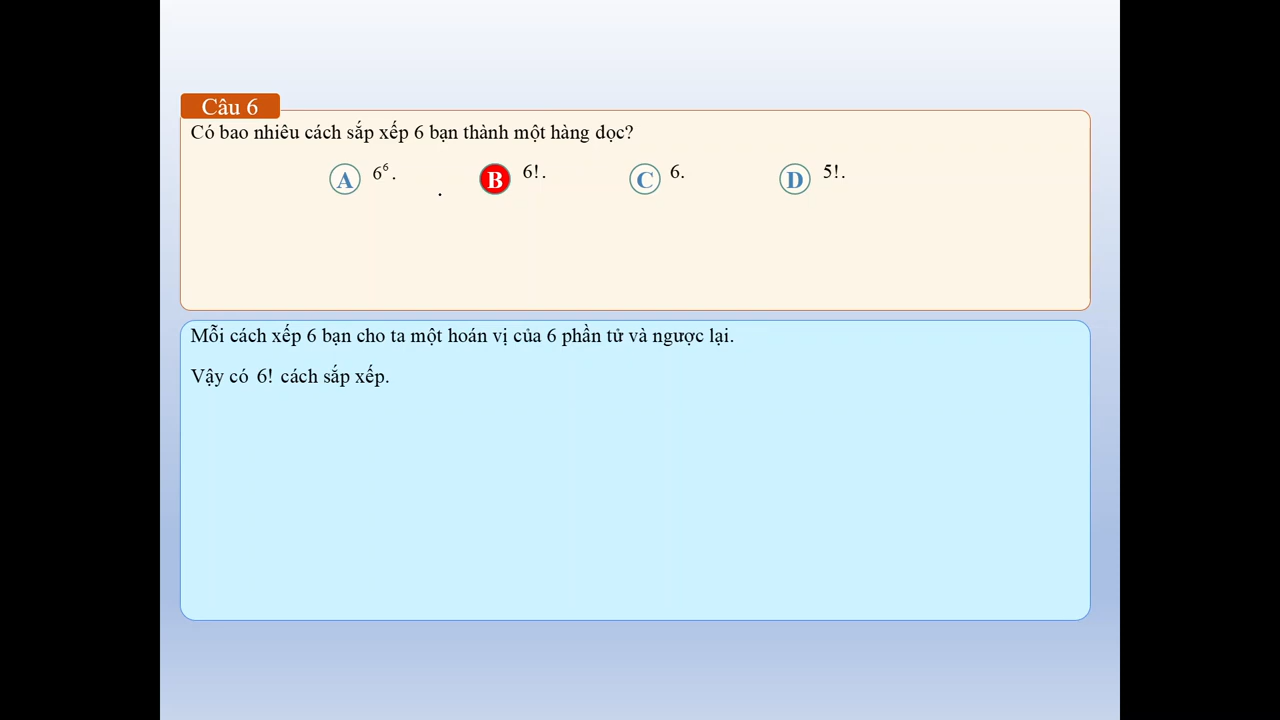 Câu 6
Có bao nhiêu cách sắp xếp 6 bạn thành một hàng dọc?
A 6⁶. . B 6!. C 6. D 5!.
Mỗi cách xếp 6 bạn cho ta một hoán vị của 6 phần tử và ngược lại.
Vậy có 6! cách sắp xếp.